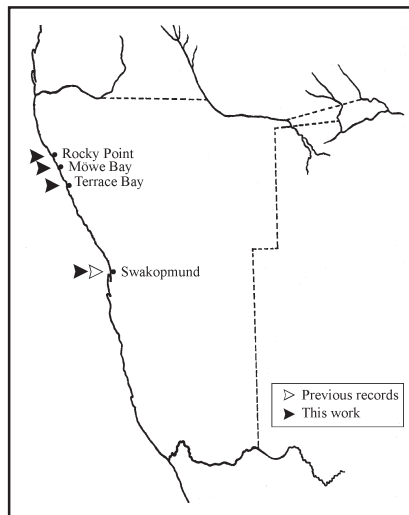 Rocky Point
Möwe Bay
Terrace Bay
Swakopmund
Previous records
This work